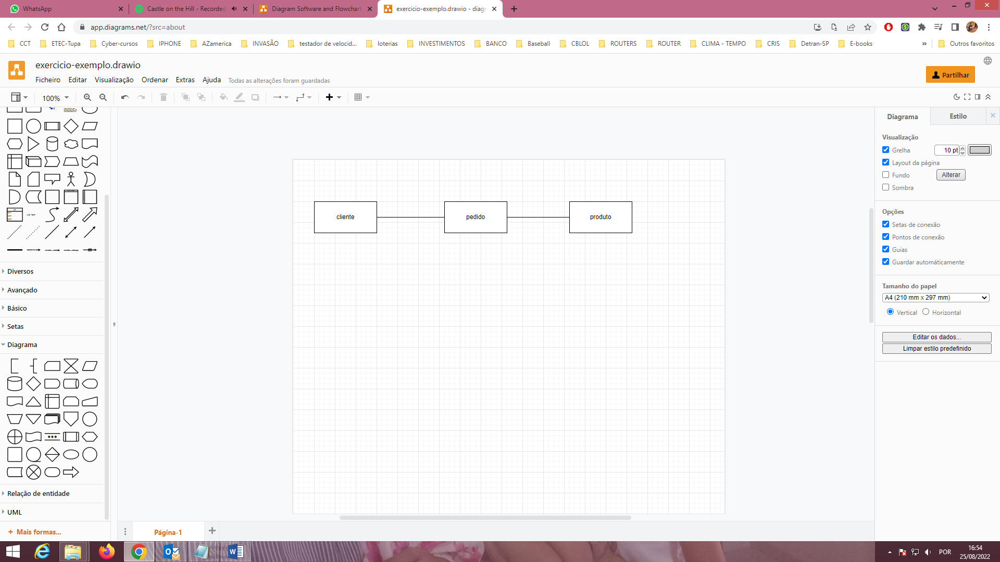 WhatsApp
Castle on the Hill - Recorded
Diagram Software and Flowchart
exercicio-exemplo.drawio - diagr
app.diagrams.net/?src=about
CCT
ETEC-Tupa
Cyber-cursos
IPHONE
AZamerica
INVASÃO
testador de velocid...
loterias
INVESTIMENTOS
BANCO
Baseball
CBLOL
ROUTERS
ROUTER
CLIMA - TEMPO
CRIS
Detran-SP
E-books
»
Outros favoritos
exercicio-exemplo.drawio
Ficheiro Editar Visualização Ordenar Extras Ajuda Todas as alterações foram guardadas
Partilhar
100%
Diagrama
Estilo
Visualização
Grelha 10 pt
Layout da página
Fundo Alterar
Sombra
Opções
Setas de conexão
Pontos de conexão
Guias
Guardar automáticamente
Tamanho do papel
A4 (210 mm x 297 mm)
Vertical Horizontal
Editar os dados...
Limpar estilo predefinido
cliente
pedido
produto
Text
List Item
Diversos
Avançado
Básico
Setas
Diagrama
Relação de entidade
UML
+ Mais formas...
Página-1
POR
16:54
25/08/2022